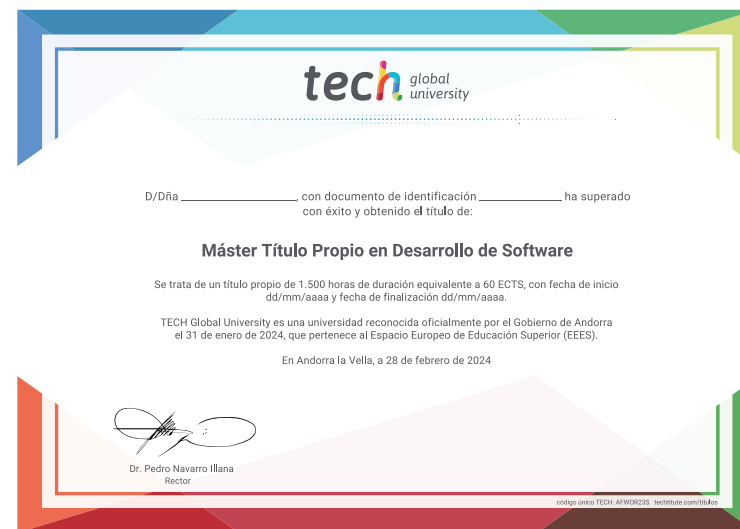 tech global university
D/Dña ______________, con documento de identificación __________ ha superado
con éxito y obtenido el título de:
Máster Título Propio en Desarrollo de Software
Se trata de un título propio de 1.500 horas de duración equivalente a 60 ECTS, con fecha de inicio
dd/mm/aaaa y fecha de finalización dd/mm/aaaa.
TECH Global University es una universidad reconocida oficialmente por el Gobierno de Andorra
el 31 de enero de 2024, que pertenece al Espacio Europeo de Educación Superior (EEES).
En Andorra la Vella, a 28 de febrero de 2024
Dr. Pedro Navarro Illana
Rector
código único TECH: AFWOR23S techtitute.com/titulos